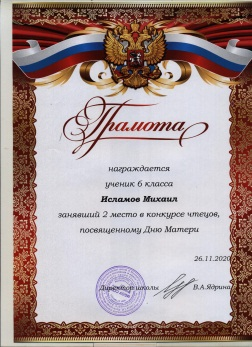 Грамота
награждается
ученик 6 класса
Исламов Михаил
занявший 2 место в конкурсе чтецов,
посвященному Дню Матери
26.11.2020
Директор школы В.А.Ядрина